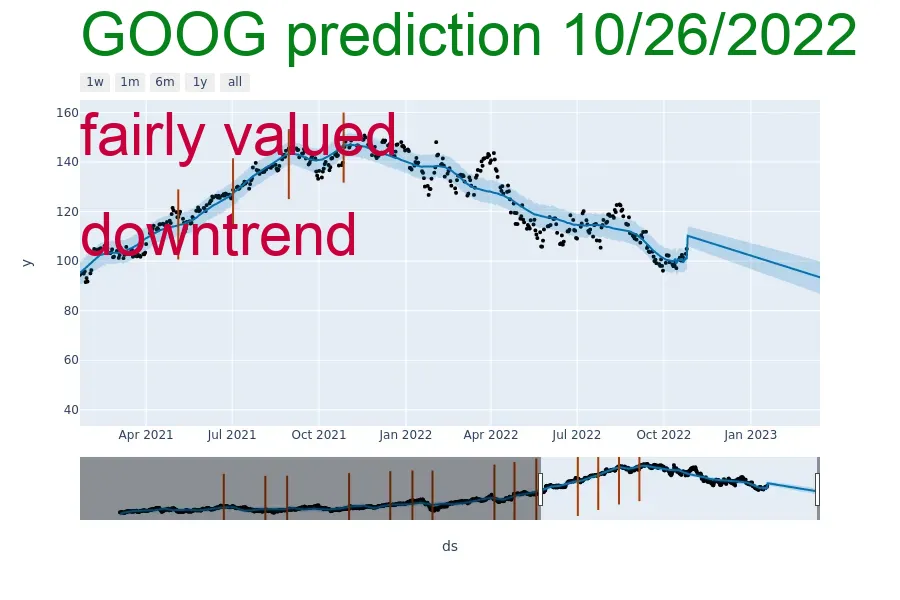 GOOG prediction 10/26/2022
1w 1m 6m 1y all
160
fairly valued
140
120
downtrend
100
y
80
60
40
Apr 2021 Jul 2021 Oct 2021 Jan 2022 Apr 2022 Jul 2022 Oct 2022 Jan 2023
ds